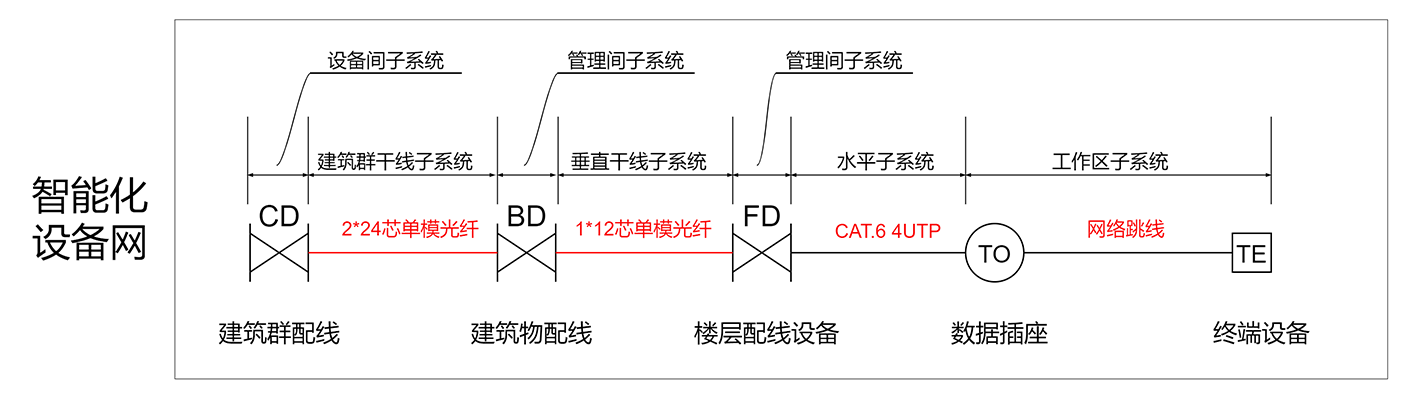 智能化
设备网
设备间子系统
管理间子系统
管理间子系统
建筑群干线子系统
垂直干线子系统
水平子系统
工作区子系统
CD
BD
FD
2*24芯单模光纤
1*12芯单模光纤
CAT.6 4UTP
网络跳线
TO
TE
建筑群配线
建筑物配线
楼层配线设备
数据插座
终端设备